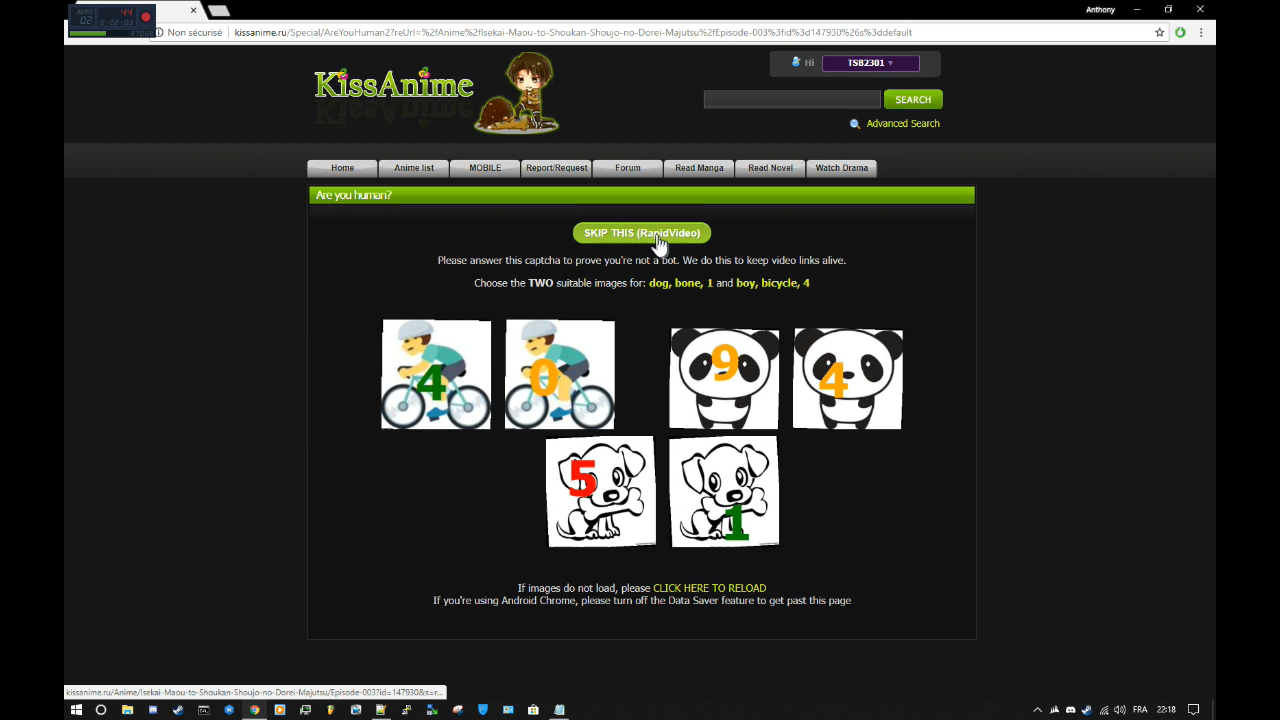 AERO
02
44
0:02:03
Anthony
Non sécurisé
kissanime.ru/Special/AreYouHuman2?reUrl=%2fAnime%2fIsekai-Maou-to-Shoukan-Shoujo-no-Dorei-Majutsu%2fEpisode-003%3fid%3d147930%26s%3ddefault
KissAnime
Hi TSB2301
SEARCH
Advanced Search
Home Anime list MOBILE Report/Request Forum Read Manga Read Novel Watch Drama
Are you human?
SKIP THIS (RapidVideo)
Please answer this captcha to prove you're not a bot. We do this to keep video links alive.
Choose the TWO suitable images for: dog, bone, 1 and boy, bicycle, 4
4 0 9 4
5 1
If images do not load, please CLICK HERE TO RELOAD
If you're using Android Chrome, please turn off the Data Saver feature to get past this page
kissanime.ru/Anime/Isekai-Maou-to-Shoukan-Shoujo-no-Dorei-Majutsu/Episode-003?id=147930&s=r...
FRA 22:18